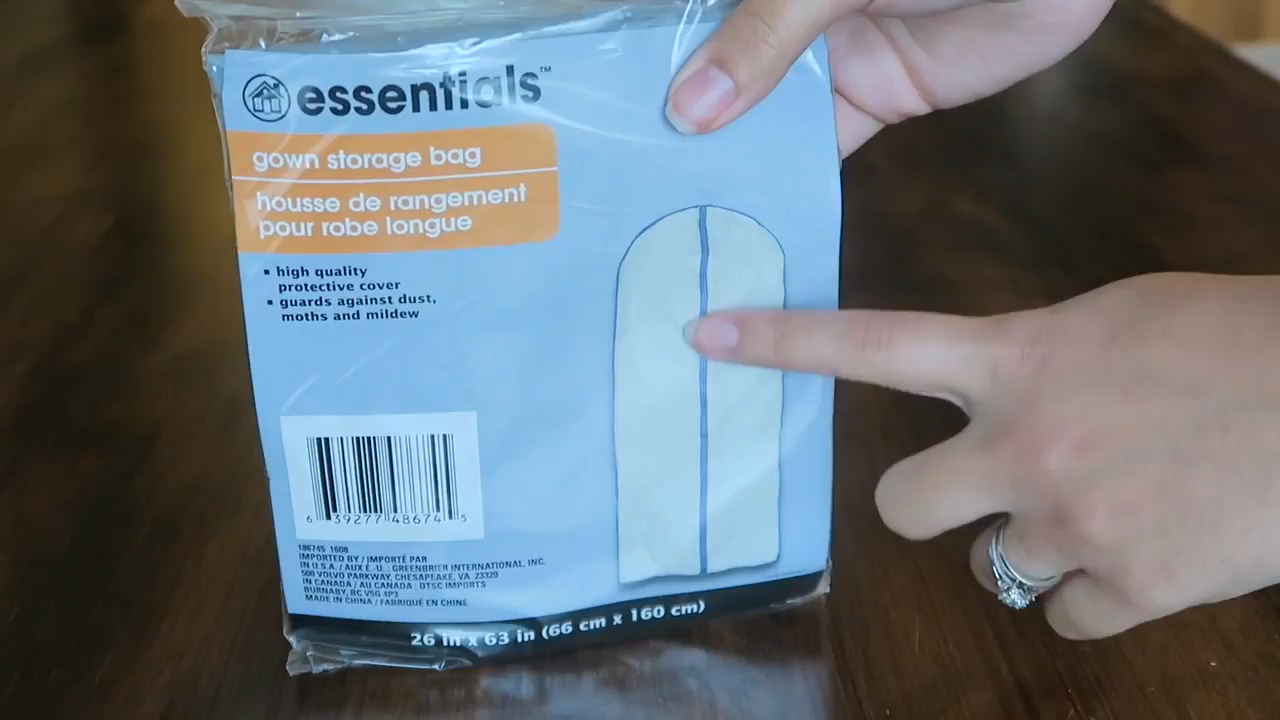 essentials™
gown storage bag
housse de rangement
pour robe longue
▪ high quality
protective cover
▪ guards against dust,
moths and mildew
6 39277 48674 5
186745 1608
IMPORTED BY / IMPORTÉ PAR
IN U.S.A. / AUX É.-U.: GREENBRIER INTERNATIONAL, INC.
500 VOLVO PARKWAY, CHESAPEAKE, VA 23320
IN CANADA / AU CANADA: DTSC IMPORTS
BURNABY, BC V5G 4P3
MADE IN CHINA / FABRIQUÉ EN CHINE
26 in x 63 in (66 cm x 160 cm)